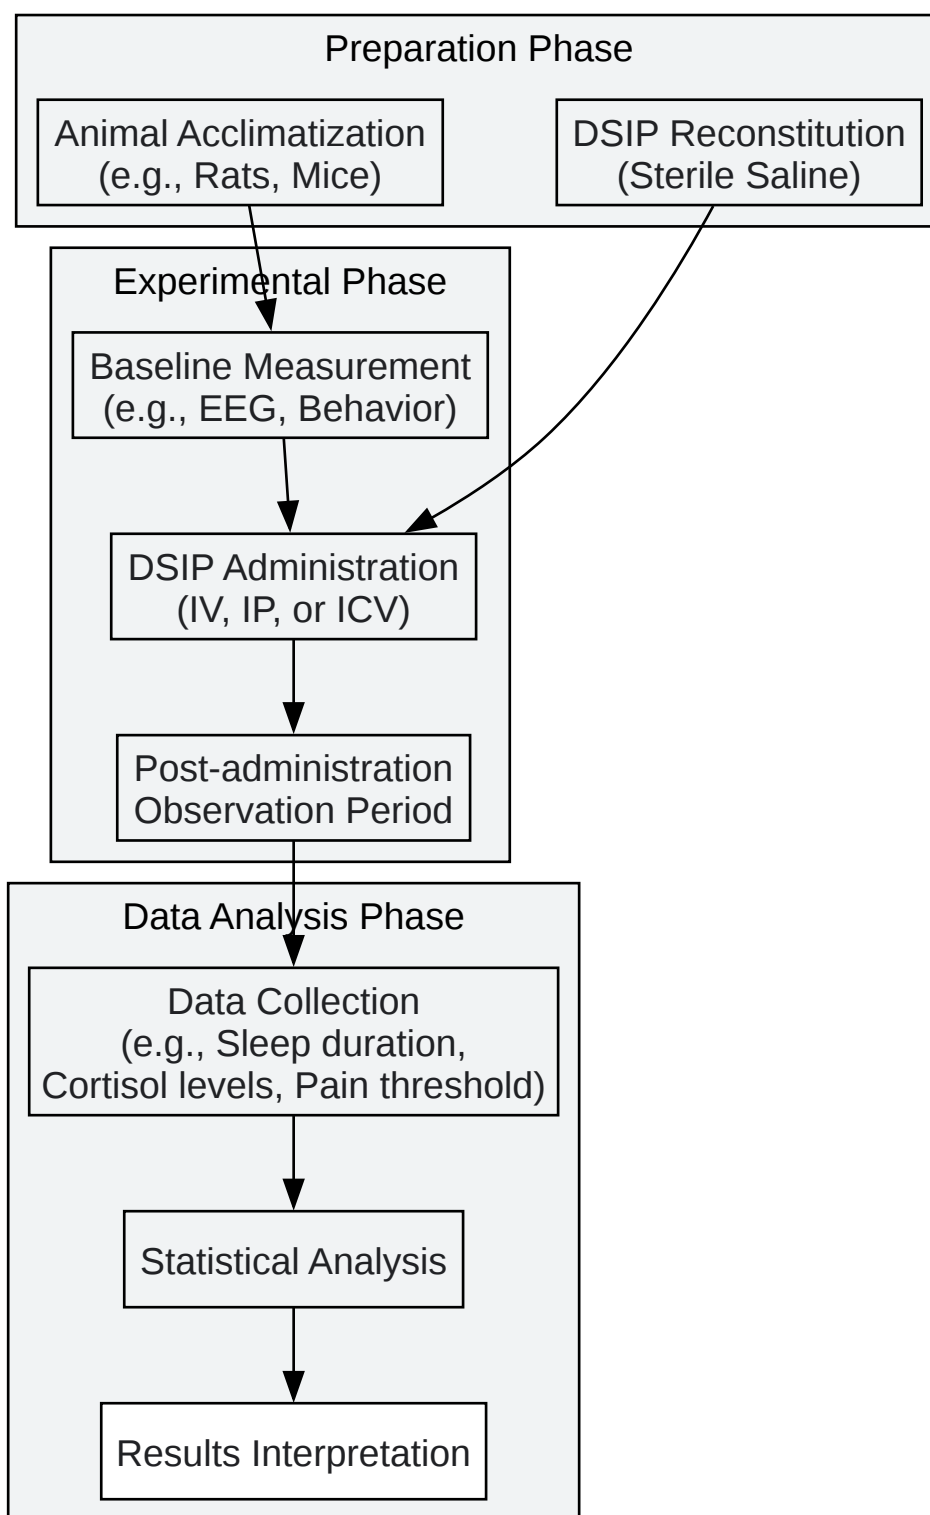 Preparation Phase
Animal Acclimatization
(e.g., Rats, Mice)
DSIP Reconstitution
(Sterile Saline)
Experimental Phase
Baseline Measurement
(e.g., EEG, Behavior)
DSIP Administration
(IV, IP, or ICV)
Post-administration
Observation Period
Data Analysis Phase
Data Collection
(e.g., Sleep duration,
Cortisol levels, Pain threshold)
Statistical Analysis
Results Interpretation